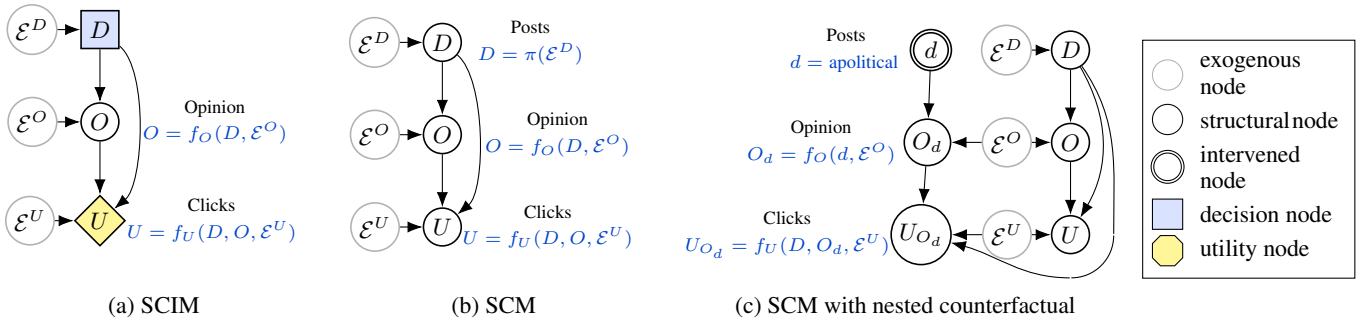 ℰ^D
D
ℰ^O
O
Opinion
O = f_O(D, ℰ^O)
ℰ^U
U
Clicks
U = f_U(D, O, ℰ^U)
(a) SCIM
ℰ^D
D
Posts
D = π(ℰ^D)
ℰ^O
O
Opinion
O = f_O(D, ℰ^O)
ℰ^U
U
Clicks
U = f_U(D, O, ℰ^U)
(b) SCM
Posts
d = apolitical
d
ℰ^D
D
Opinion
O_d = f_O(d, ℰ^O)
O_d
ℰ^O
O
Clicks
U_{O_d} = f_U(D, O_d, ℰ^U)
U_{O_d}
ℰ^U
U
(c) SCM with nested counterfactual
exogenous
node
structural node
intervened
node
decision node
utility node